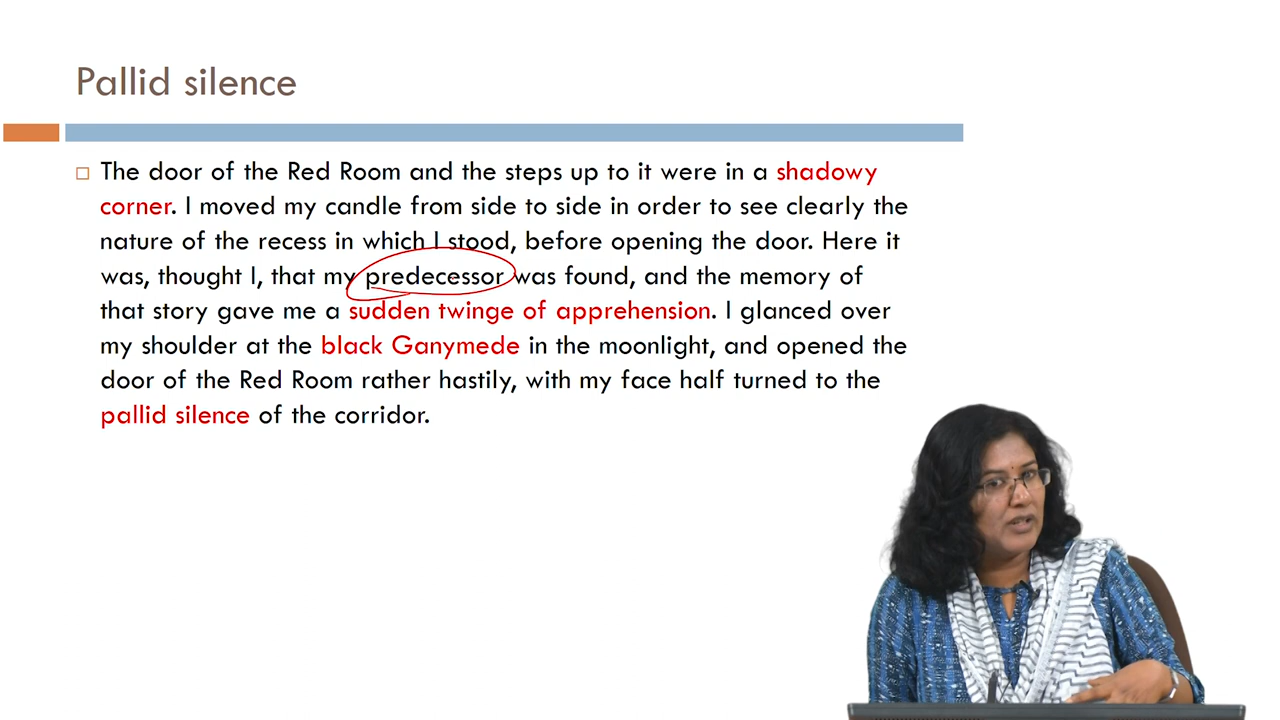 Pallid silence
The door of the Red Room and the steps up to it were in a shadowy
corner. I moved my candle from side to side in order to see clearly the
nature of the recess in which I stood, before opening the door. Here it
was, thought I, that my predecessor was found, and the memory of
that story gave me a sudden twinge of apprehension. I glanced over
my shoulder at the black Ganymede in the moonlight, and opened the
door of the Red Room rather hastily, with my face half turned to the
pallid silence of the corridor.